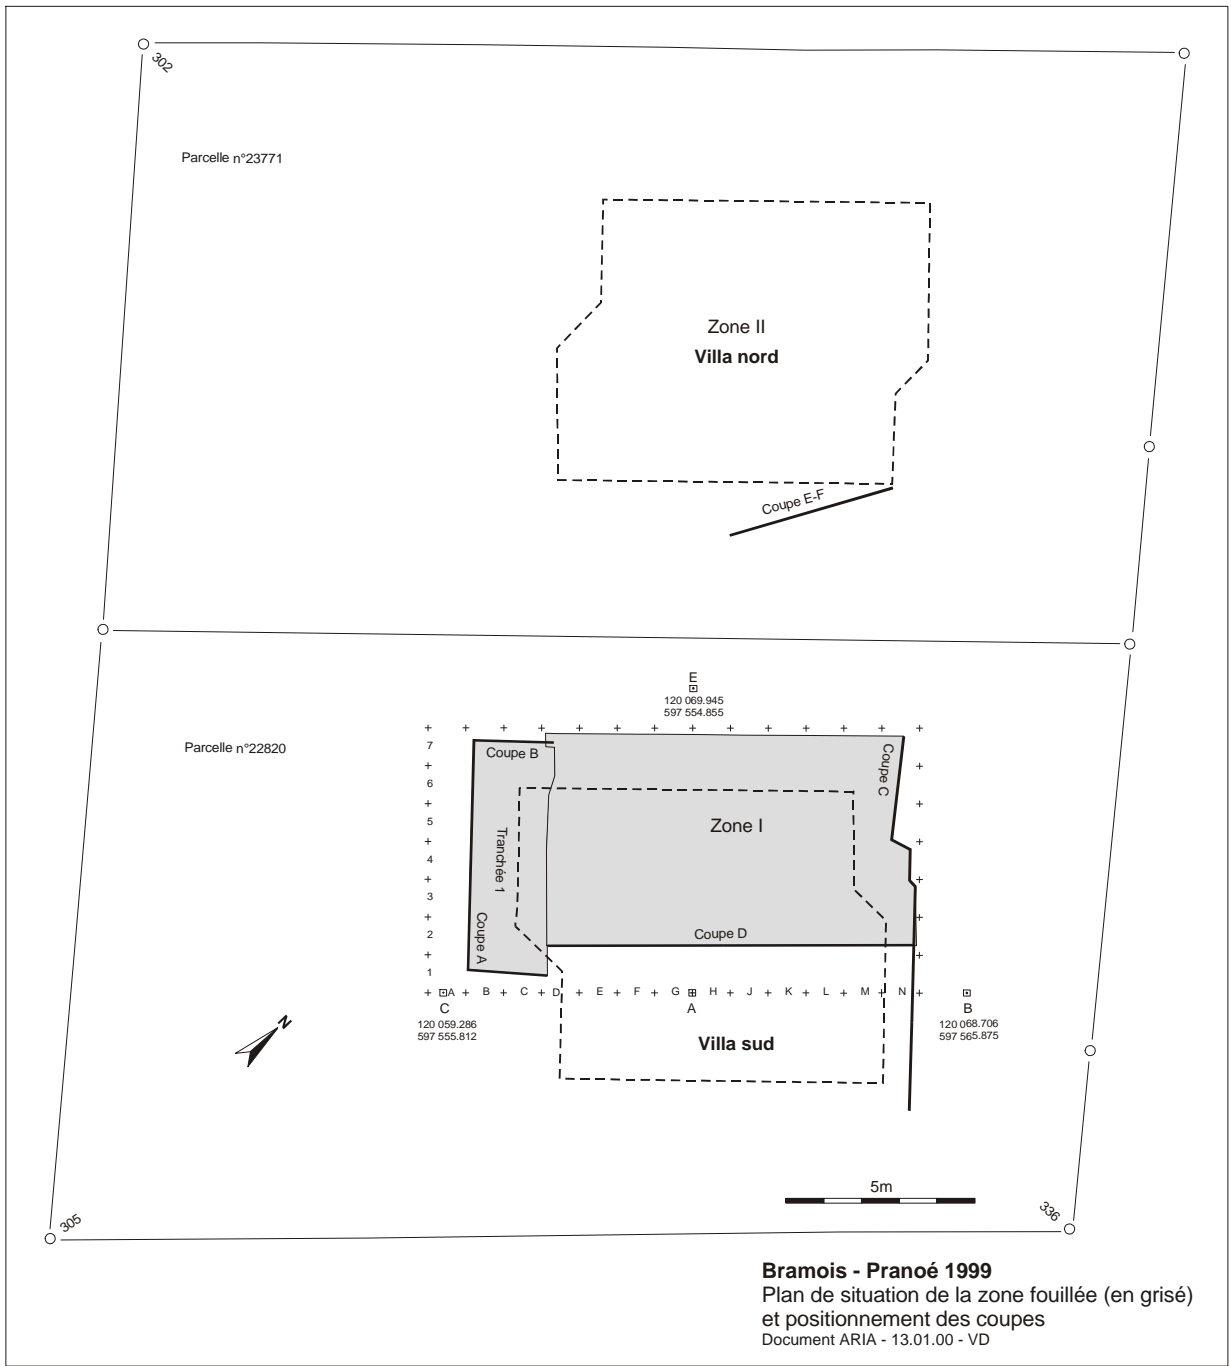 302
Parcelle n°23771
Zone II
Villa nord
Coupe E-F
E
120 069.945
597 554.855
Parcelle n°22820
7
6
5
4
3
2
1
Coupe B
Coupe C
Zone I
Tranchée 1
Coupe A
Coupe D
A B C D E F G H J K L M N
C
120 059.286
597 555.812
A
B
120 068.706
597 565.875
Villa sud
N
5m
305
336
Bramois - Pranoé 1999
Plan de situation de la zone fouillée (en grisé)
et positionnement des coupes
Document ARIA - 13.01.00 - VD